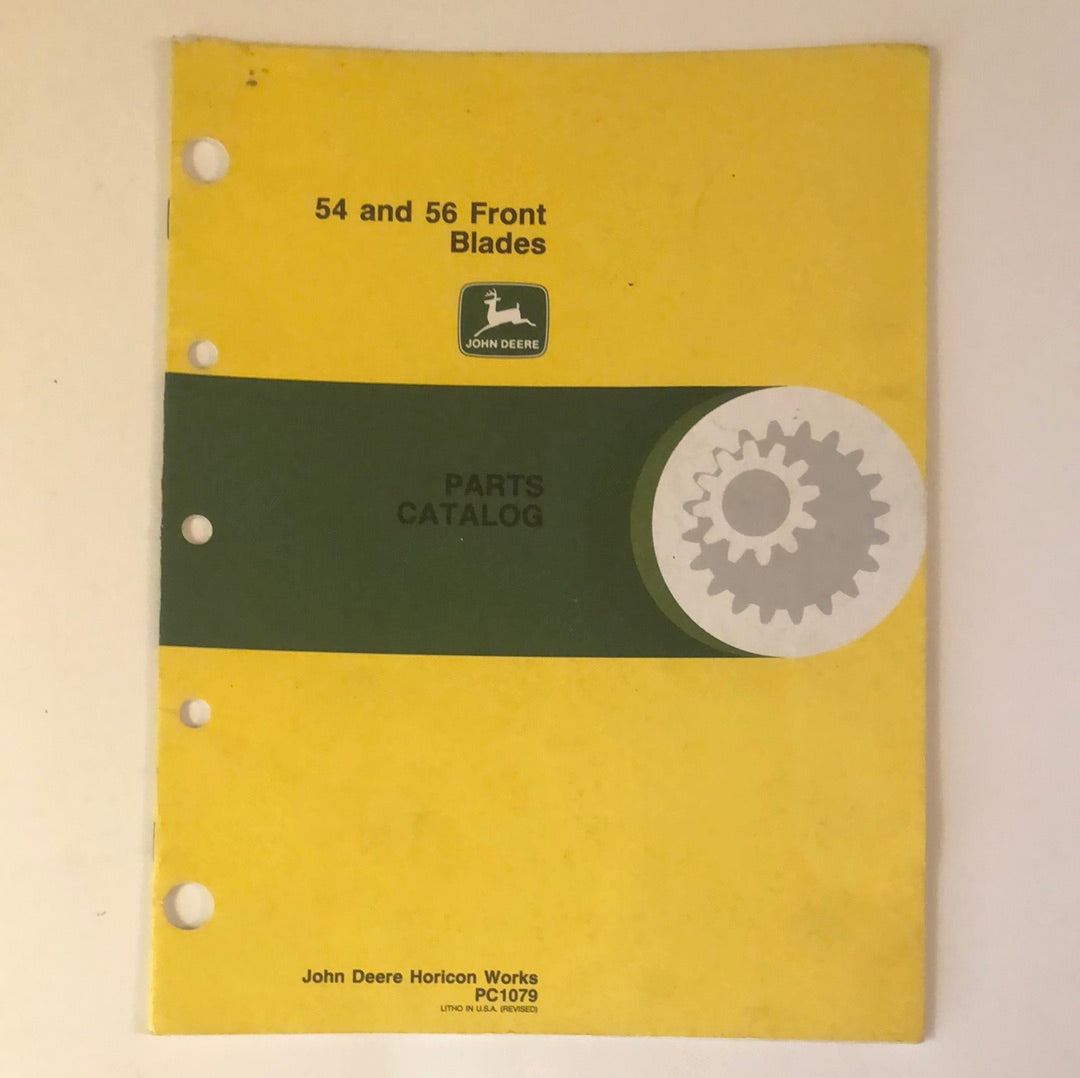 54 and 56 Front
Blades
JOHN DEERE
PARTS
CATALOG
John Deere Horicon Works
PC1079
LITHO IN U.S.A. (REVISED)